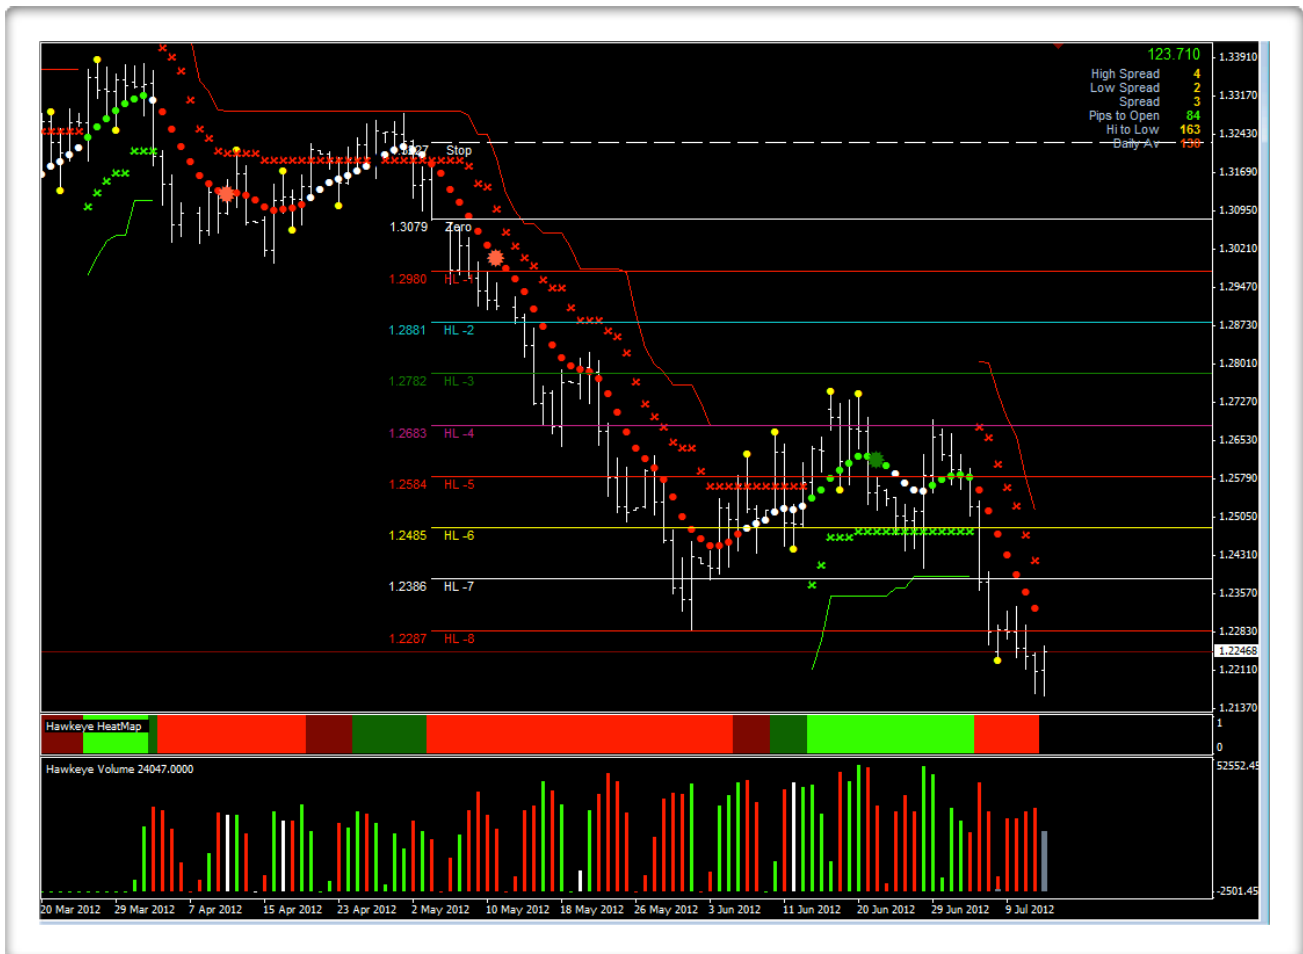 123.710
High Spread 4
Low Spread 2
Spread 3
Pips to Open 84
Hi to Low 163
Daily Av 130
1.33910
1.33170
1.32430
1.31690
1.30950
1.30210
1.29470
1.28730
1.28010
1.27270
1.26530
1.25790
1.25050
1.24310
1.23570
1.22830
1.22468
1.22110
1.21370
Stop
1.3079 Zero
1.2980 HL -1
1.2881 HL -2
1.2782 HL -3
1.2683 HL -4
1.2584 HL -5
1.2485 HL -6
1.2386 HL -7
1.2287 HL -8
Hawkeye HeatMap
1
0
Hawkeye Volume 24047.0000
52552.45
-2501.45
20 Mar 2012 29 Mar 2012 7 Apr 2012 15 Apr 2012 23 Apr 2012 2 May 2012 10 May 2012 18 May 2012 26 May 2012 3 Jun 2012 11 Jun 2012 20 Jun 2012 29 Jun 2012 9 Jul 2012